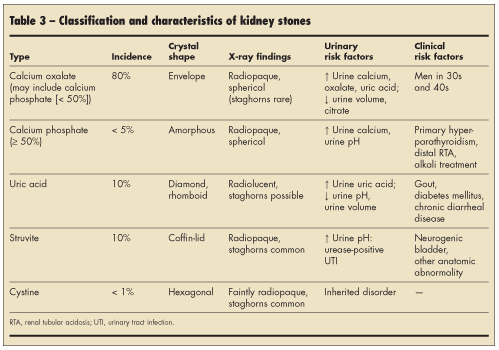 Table 3 – Classification and characteristics of kidney stones
Type Incidence Crystal shape X-ray findings Urinary risk factors Clinical risk factors
Calcium oxalate (may include calcium phosphate [< 50%]) 80% Envelope Radiopaque, spherical (staghorns rare) ↑ Urine calcium, oxalate, uric acid; ↓ urine volume, citrate Men in 30s and 40s
Calcium phosphate (≥ 50%) < 5% Amorphous Radiopaque, spherical ↑ Urine calcium, urine pH Primary hyper-parathyroidism, distal RTA, alkali treatment
Uric acid 10% Diamond, rhomboid Radiolucent, staghorns possible ↑ Urine uric acid; ↓ urine pH, urine volume Gout, diabetes mellitus, chronic diarrheal disease
Struvite 10% Coffin-lid Radiopaque, staghorns common ↑ Urine pH: urease-positive UTI Neurogenic bladder, other anatomic abnormality
Cystine < 1% Hexagonal Faintly radiopaque, staghorns common Inherited disorder —
RTA, renal tubular acidosis; UTI, urinary tract infection.